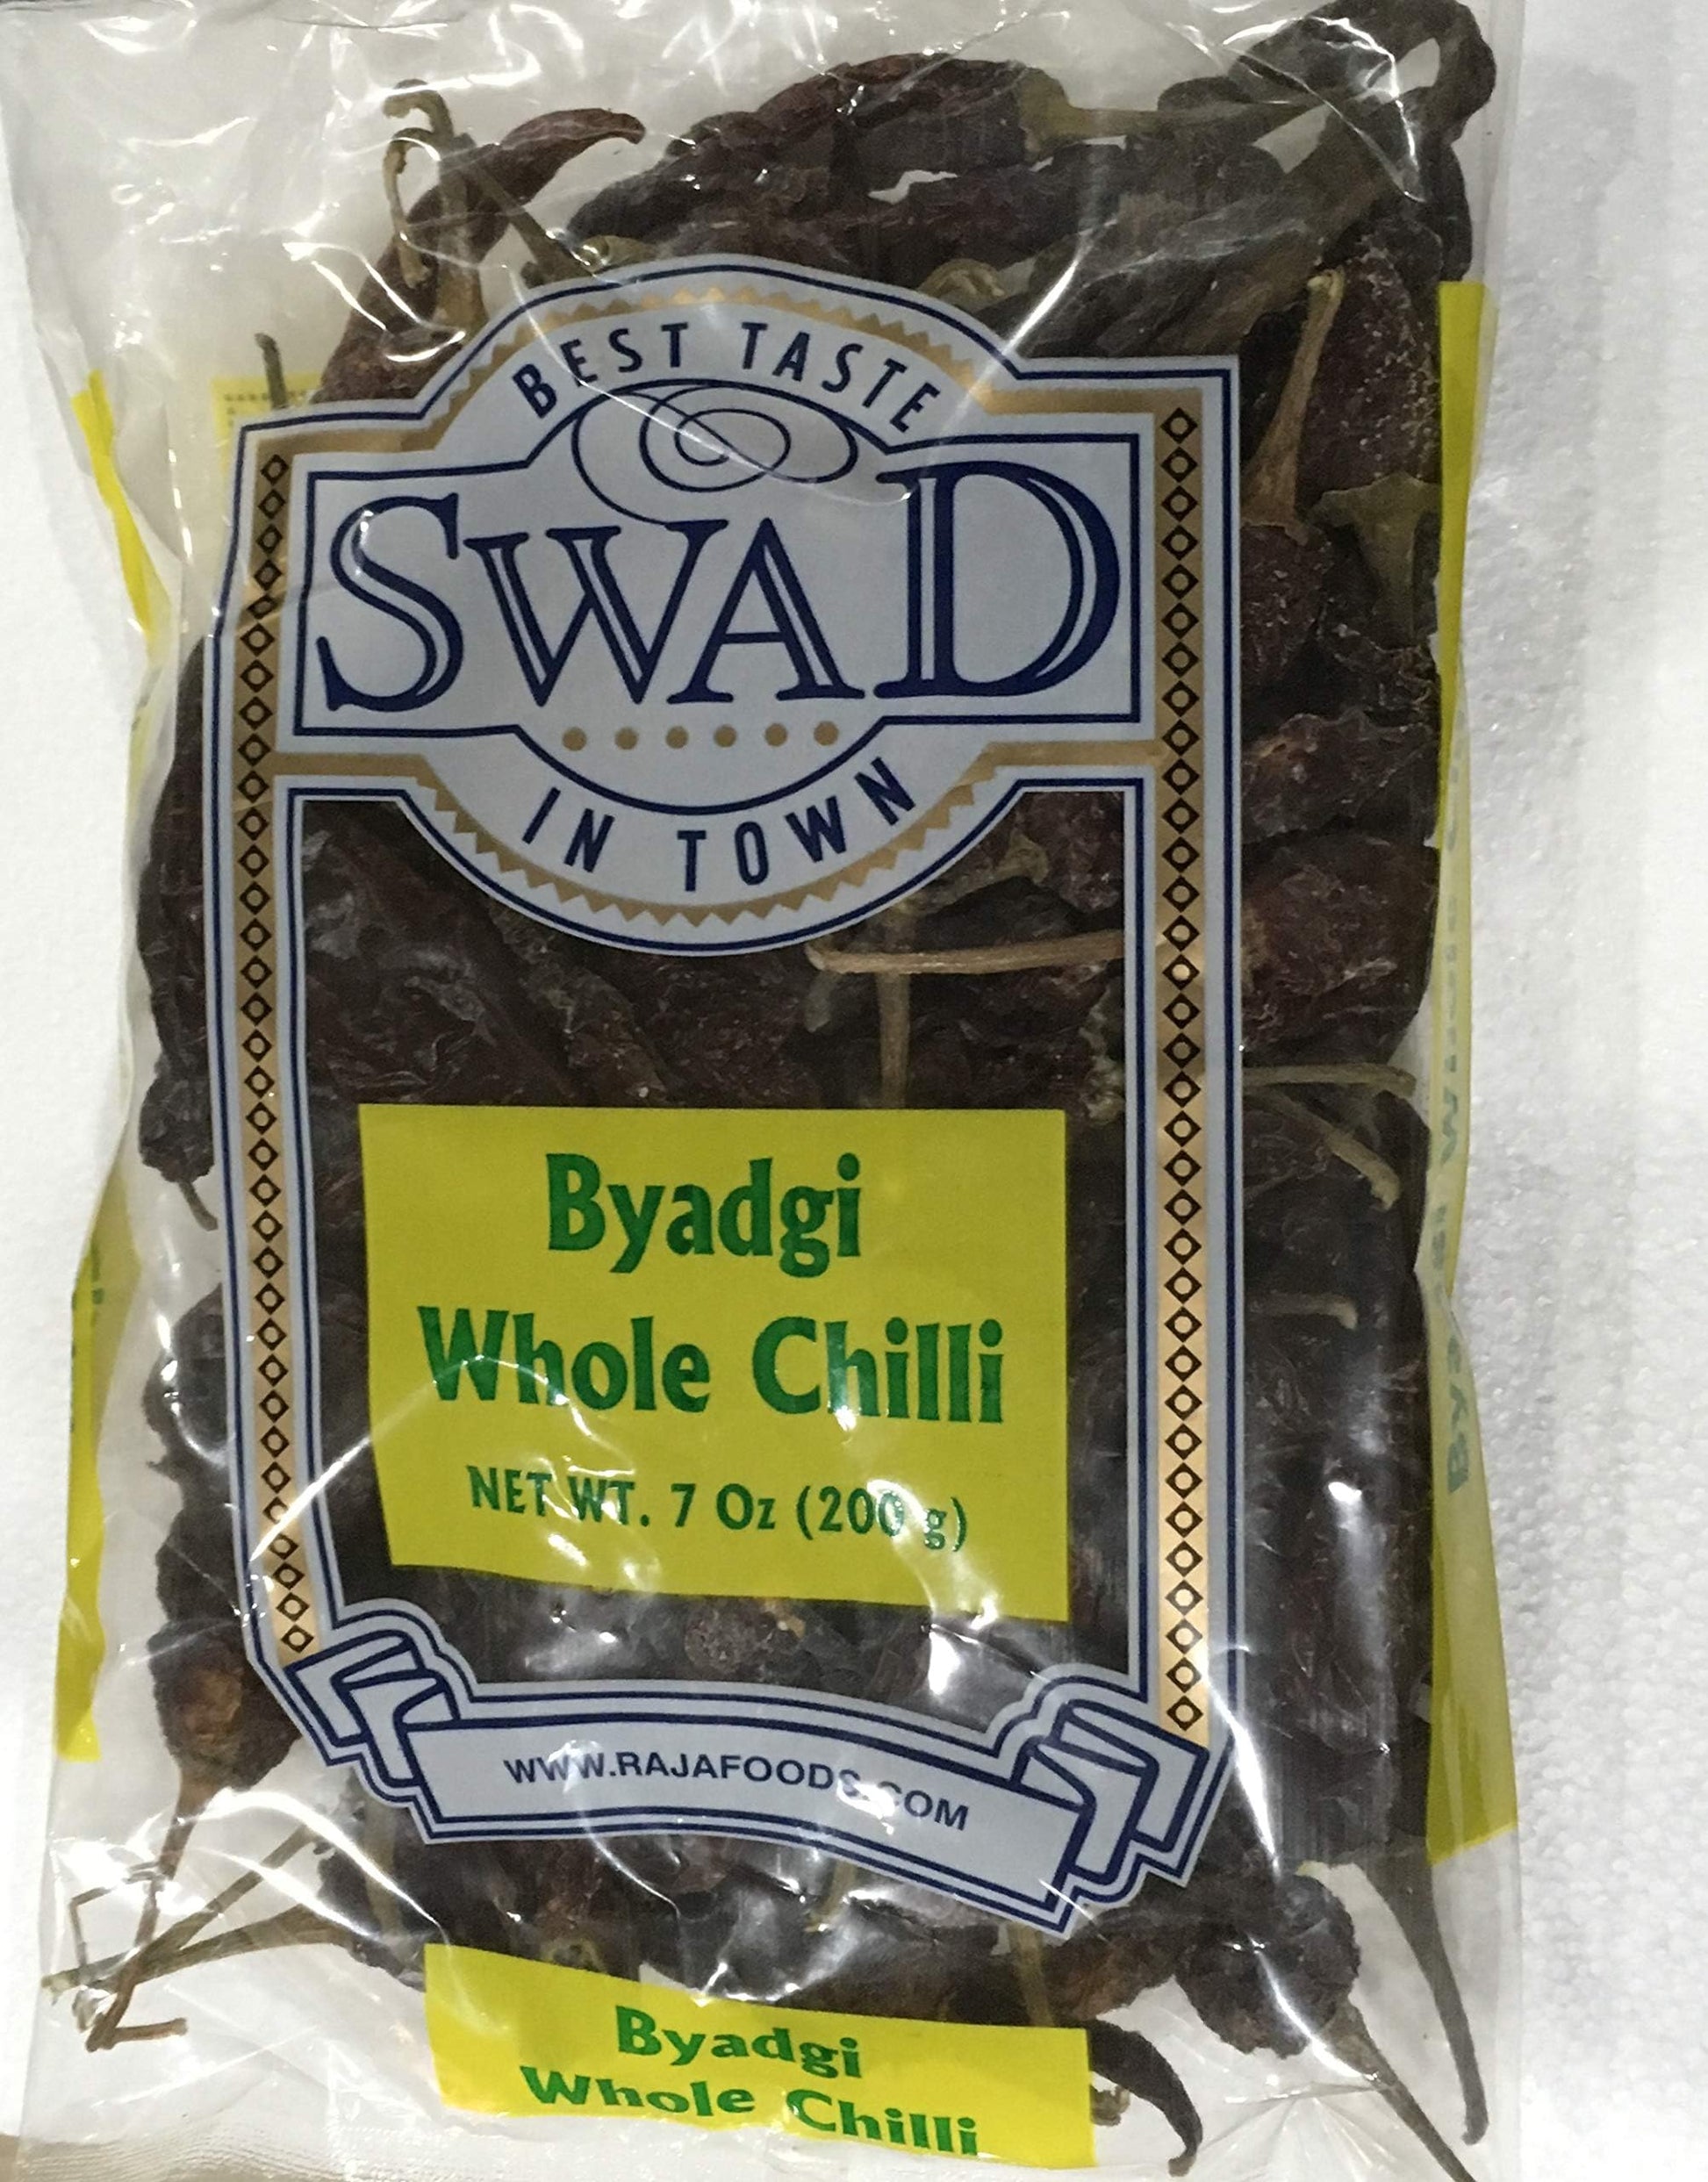 BEST TASTE
SWAD
IN TOWN
Byadgi
Whole Chilli
NET WT. 7 Oz (200 g)
WWW.RAJAFOODS.COM
Byadgi
Whole Chilli